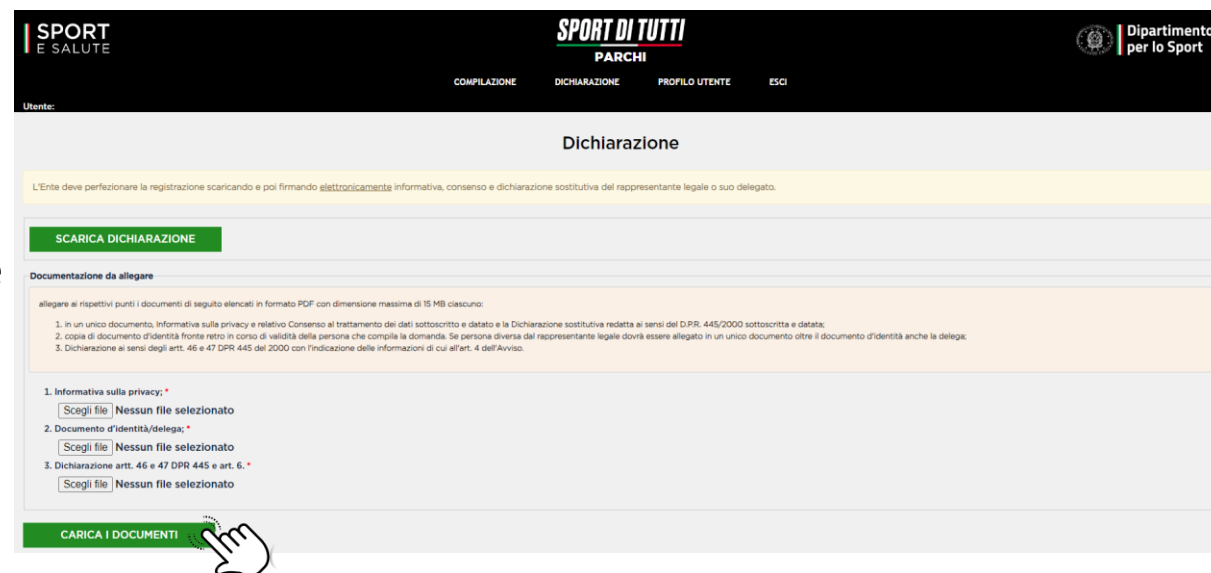 SPORT
E SALUTE
SPORT DI TUTTI
PARCHI
Dipartimento
per lo Sport
COMPILAZIONE DICHIARAZIONE PROFILO UTENTE ESCI
Utente:
Dichiarazione
L'Ente deve perfezionare la registrazione scaricando e poi firmando elettronicamente informativa, consenso e dichiarazione sostitutiva del rappresentante legale o suo delegato.
SCARICA DICHIARAZIONE
e
Documentazione da allegare
allegare ai rispettivi punti i documenti di seguito elencati in formato PDF con dimensione massima di 15 MB ciascuno:
1. in un unico documento, Informativa sulla privacy e relativo Consenso al trattamento dei dati sottoscritto e datato e la Dichiarazione sostitutiva redatta ai sensi del D.P.R. 445/2000 sottoscritta e datata;
2. copia di documento d'identità fronte retro in corso di validità della persona che compila la domanda. Se persona diversa dal rappresentante legale dovrà essere allegato in un unico documento oltre il documento d'identità anche la delega;
3. Dichiarazione ai sensi degli artt. 46 e 47 DPR 445 del 2000 con l'indicazione delle informazioni di cui all'art. 4 dell'Avviso.
1. Informativa sulla privacy; *
Scegli file Nessun file selezionato
2. Documento d'identità/delega; *
Scegli file Nessun file selezionato
3. Dichiarazione artt. 46 e 47 DPR 445 e art. 6. *
Scegli file Nessun file selezionato
CARICA I DOCUMENTI